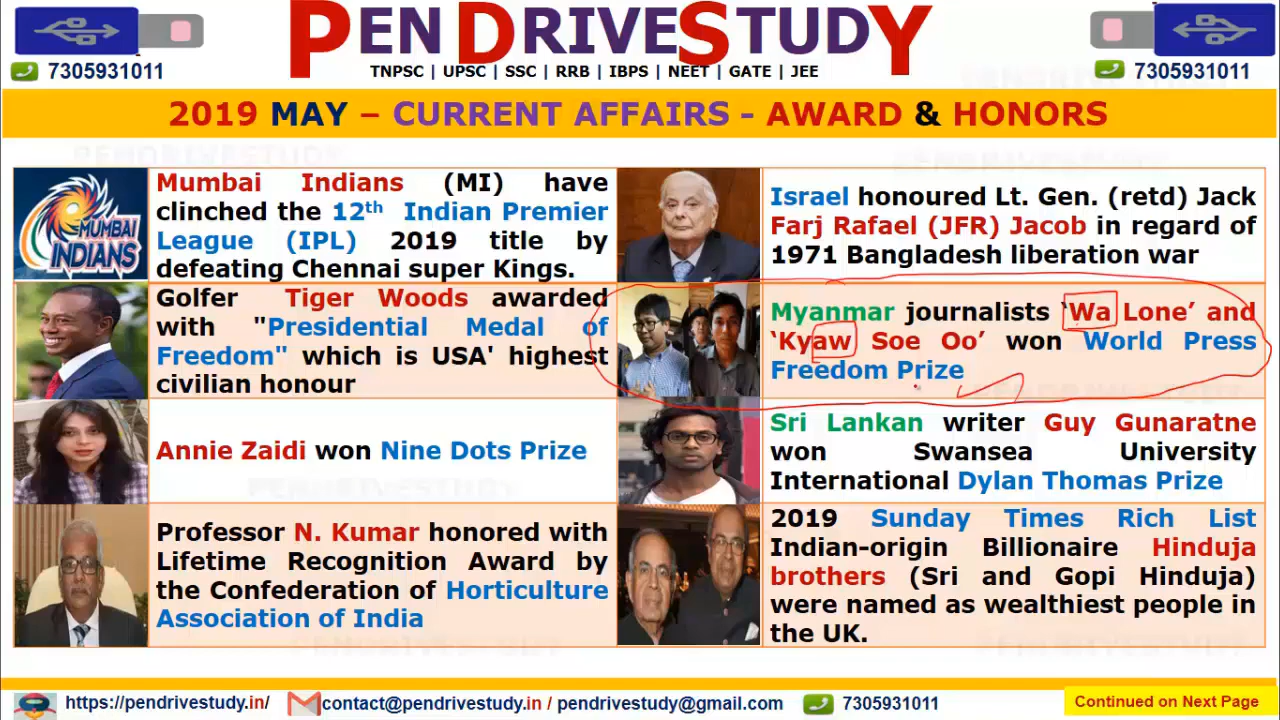 PENDRIVESTUDY
7305931011
TNPSC | UPSC | SSC | RRB | IBPS | NEET | GATE | JEE
7305931011
2019 MAY – CURRENT AFFAIRS - AWARD & HONORS
MUMBAI
INDIANS
Mumbai Indians (MI) have
clinched the 12th Indian Premier
League (IPL) 2019 title by
defeating Chennai super Kings.
Israel honoured Lt. Gen. (retd) Jack
Farj Rafael (JFR) Jacob in regard of
1971 Bangladesh liberation war
Golfer Tiger Woods awarded
with "Presidential Medal of
Freedom" which is USA' highest
civilian honour
Myanmar journalists ‘Wa Lone’ and
‘Kyaw Soe Oo’ won World Press
Freedom Prize
Annie Zaidi won Nine Dots Prize
Sri Lankan writer Guy Gunaratne
won Swansea University
International Dylan Thomas Prize
Professor N. Kumar honored with
Lifetime Recognition Award by
the Confederation of Horticulture
Association of India
2019 Sunday Times Rich List
Indian-origin Billionaire Hinduja
brothers (Sri and Gopi Hinduja)
were named as wealthiest people in
the UK.
https://pendrivestudy.in/
contact@pendrivestudy.in / pendrivestudy@gmail.com
7305931011
Continued on Next Page